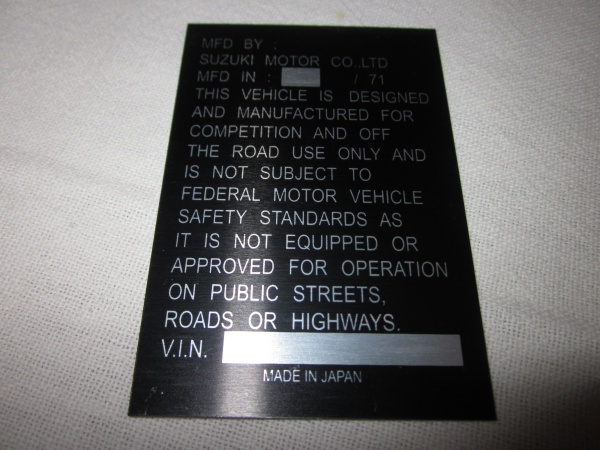 MFD BY :
SUZUKI MOTOR CO.,LTD
MFD IN : / 71
THIS VEHICLE IS DESIGNED
AND MANUFACTURED FOR
COMPETITION AND OFF
THE ROAD USE ONLY AND
IS NOT SUBJECT TO
FEDERAL MOTOR VEHICLE
SAFETY STANDARDS AS
IT IS NOT EQUIPPED OR
APPROVED FOR OPERATION
ON PUBLIC STREETS,
ROADS OR HIGHWAYS.
V.I.N.
MADE IN JAPAN